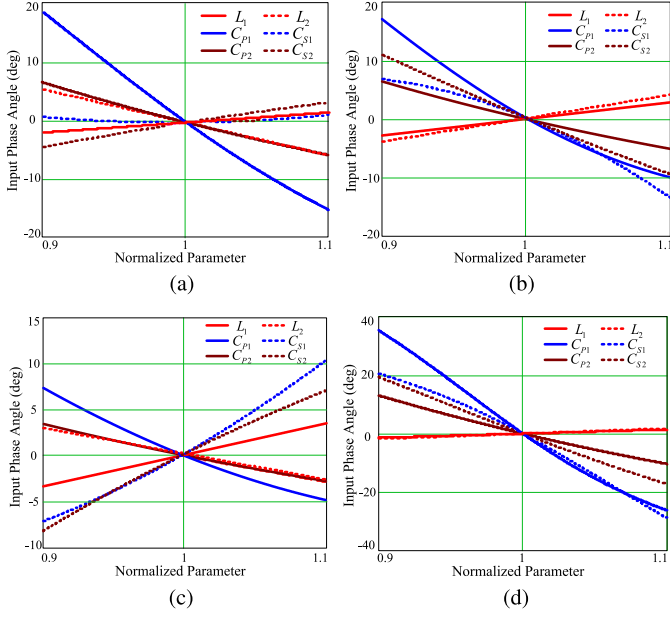 20
10
0
-10
20
Input Phase Angle (deg)
L1 L2
CP1 CS1
CP2 CS2
0.9 1 1.1
Normalized Parameter
(a)
20
10
0
-10
-20
Input Phase Angle (deg)
L1 L2
CP1 CS1
CP2 CS2
0.9 1 1.1
Normalized Parameter
(b)
15
10
5
0
-5
-10
Input Phase Angle (deg)
L1 L2
CP1 CS1
CP2 CS2
0.9 1 1.1
Normalized Parameter
(c)
40
20
0
-20
-40
Input Phase Angle (deg)
L1 L2
CP1 CS1
CP2 CS2
0.9 1 1.1
Normalized Parameter
(d)